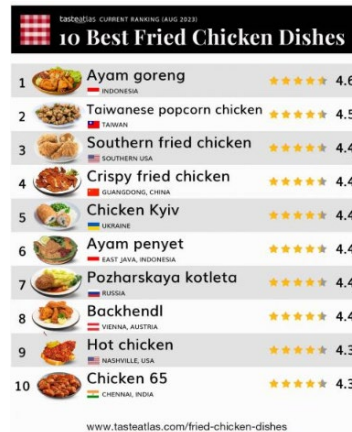 tasteatlas CURRENT RANKING (AUG 2023)
10 Best Fried Chicken Dishes
1 Ayam goreng 4.6
INDONESIA
2 Taiwanese popcorn chicken 4.5
TAIWAN
3 Southern fried chicken 4.4
SOUTHERN USA
4 Crispy fried chicken 4.4
GUANGDONG, CHINA
5 Chicken Kyiv 4.4
UKRAINE
6 Ayam penyet 4.4
EAST JAVA, INDONESIA
7 Pozharskaya kotleta 4.4
RUSSIA
8 Backhendl 4.4
VIENNA, AUSTRIA
9 Hot chicken 4.3
NASHVILLE, USA
10 Chicken 65 4.3
CHENNAI, INDIA
www.tasteatlas.com/fried-chicken-dishes